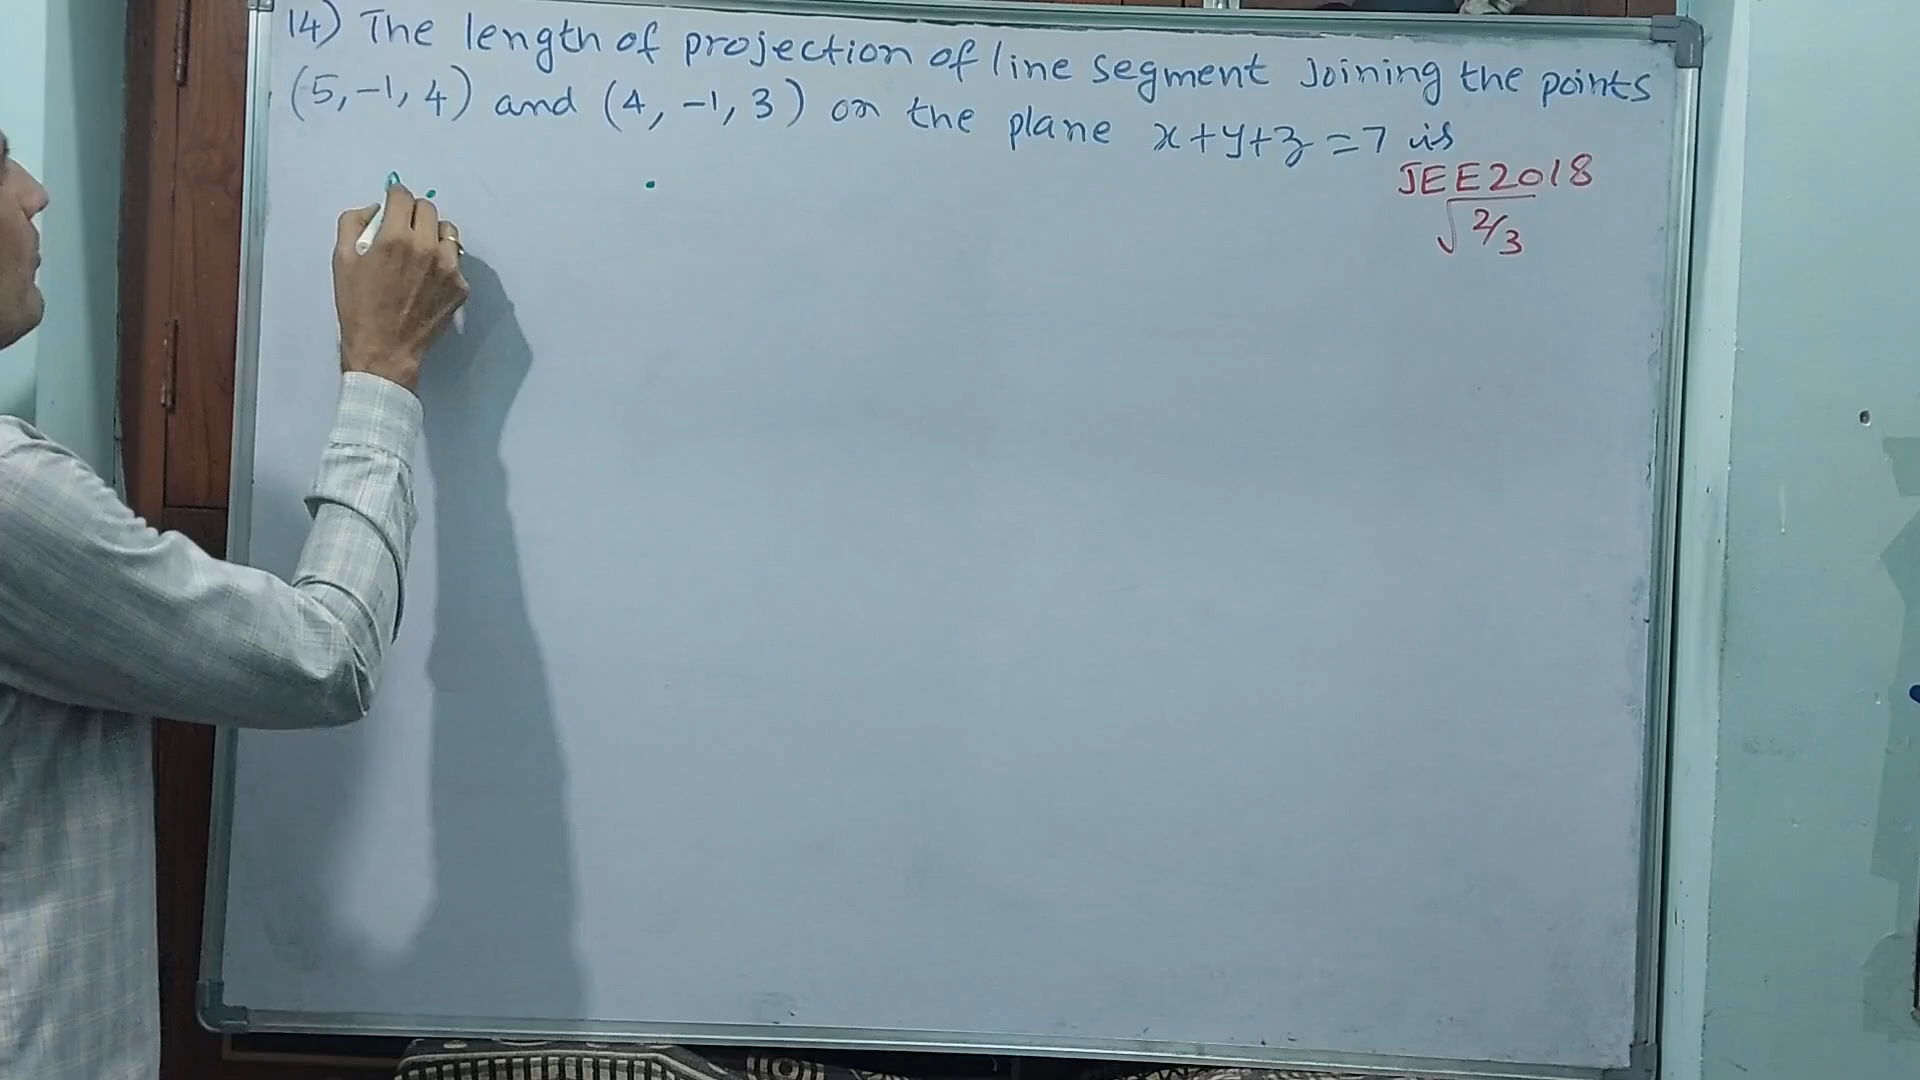 14) The length of projection of line segment Joining the points
(5,-1,4) and (4,-1,3) on the plane x+y+z=7 is
JEE2018
√2/3